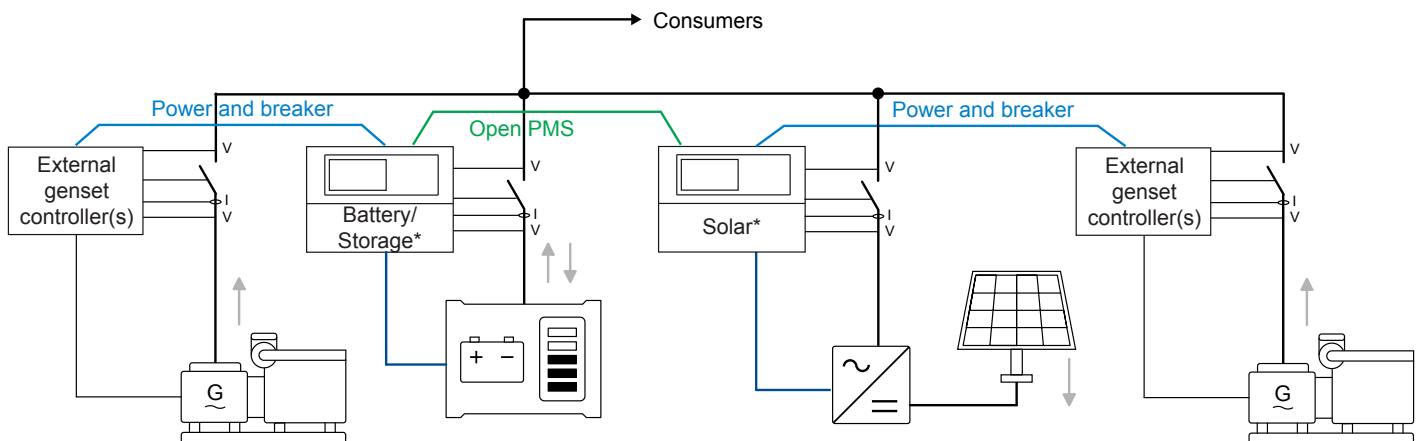 Consumers
Power and breaker
Open PMS
Power and breaker
External
genset
controller(s)
V
I
V
Battery/
Storage*
V
I
V
Solar*
V
I
V
External
genset
controller(s)
V
I
V
G
+ −
G